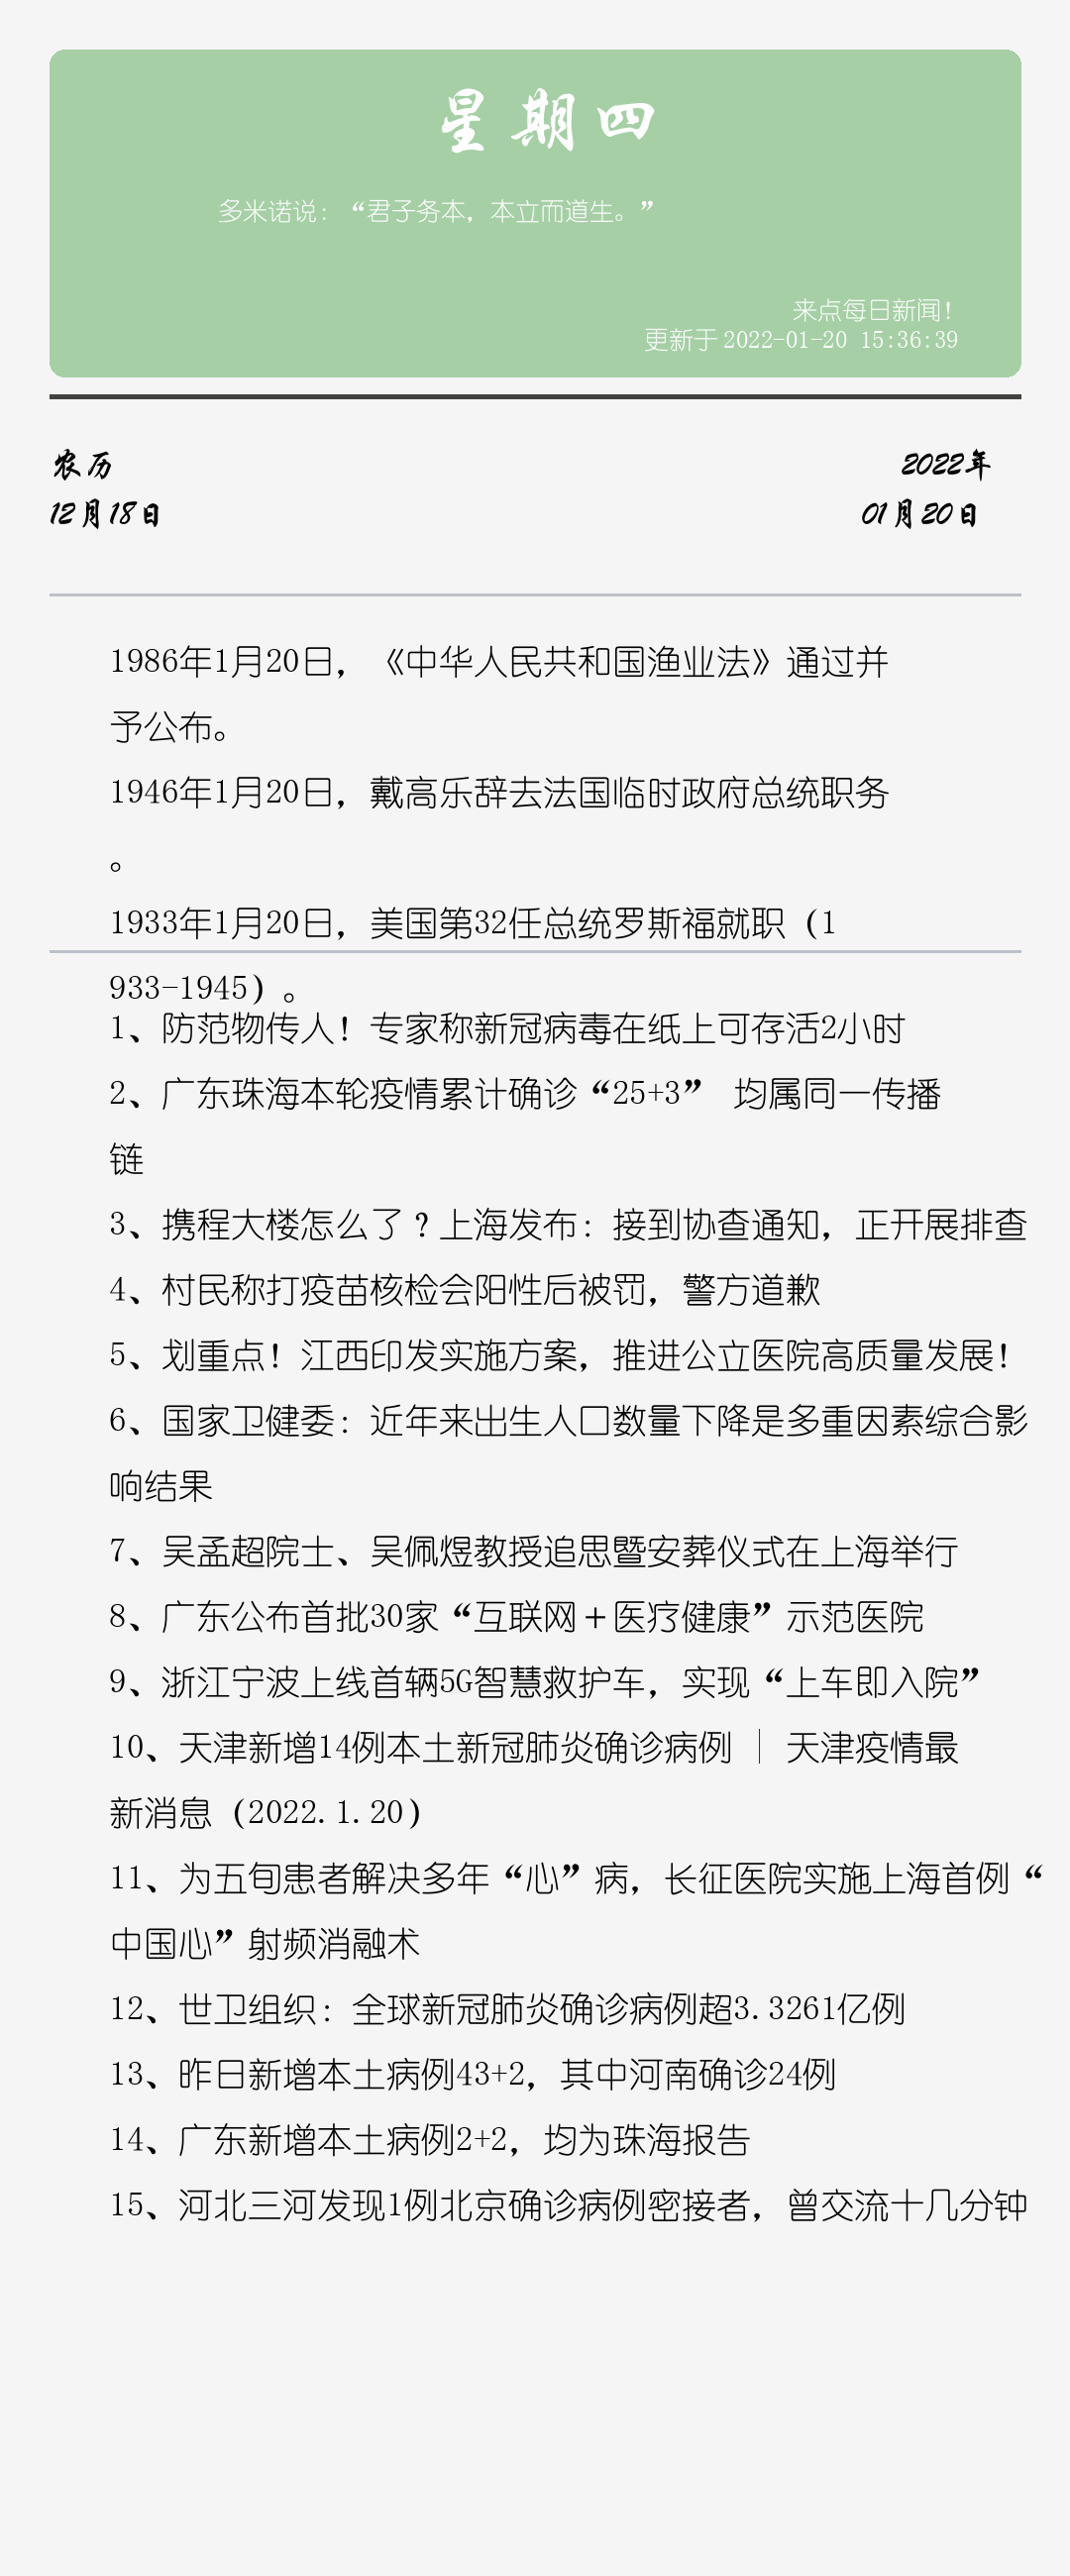 星期四
多米诺说：“君子务本，本立而道生。”
来点每日新闻！
更新于2022-01-20 15:36:39
农历
12月18日
2022年
01月20日
1986年1月20日，《中华人民共和国渔业法》通过并
予公布。
1946年1月20日，戴高乐辞去法国临时政府总统职务
。
1933年1月20日，美国第32任总统罗斯福就职（1
933-1945）。
1、防范物传人！专家称新冠病毒在纸上可存活2小时
2、广东珠海本轮疫情累计确诊“25+3” 均属同一传播
链
3、携程大楼怎么了？上海发布：接到协查通知，正开展排查
4、村民称打疫苗核检会阳性后被罚，警方道歉
5、划重点！江西印发实施方案，推进公立医院高质量发展！
6、国家卫健委：近年来出生人口数量下降是多重因素综合影
响结果
7、吴孟超院士、吴佩煜教授追思暨安葬仪式在上海举行
8、广东公布首批30家“互联网＋医疗健康”示范医院
9、浙江宁波上线首辆5G智慧救护车，实现“上车即入院”
10、天津新增14例本土新冠肺炎确诊病例 ｜ 天津疫情最
新消息（2022.1.20）
11、为五旬患者解决多年“心”病，长征医院实施上海首例“
中国心”射频消融术
12、世卫组织：全球新冠肺炎确诊病例超3.3261亿例
13、昨日新增本土病例43+2，其中河南确诊24例
14、广东新增本土病例2+2，均为珠海报告
15、河北三河发现1例北京确诊病例密接者，曾交流十几分钟